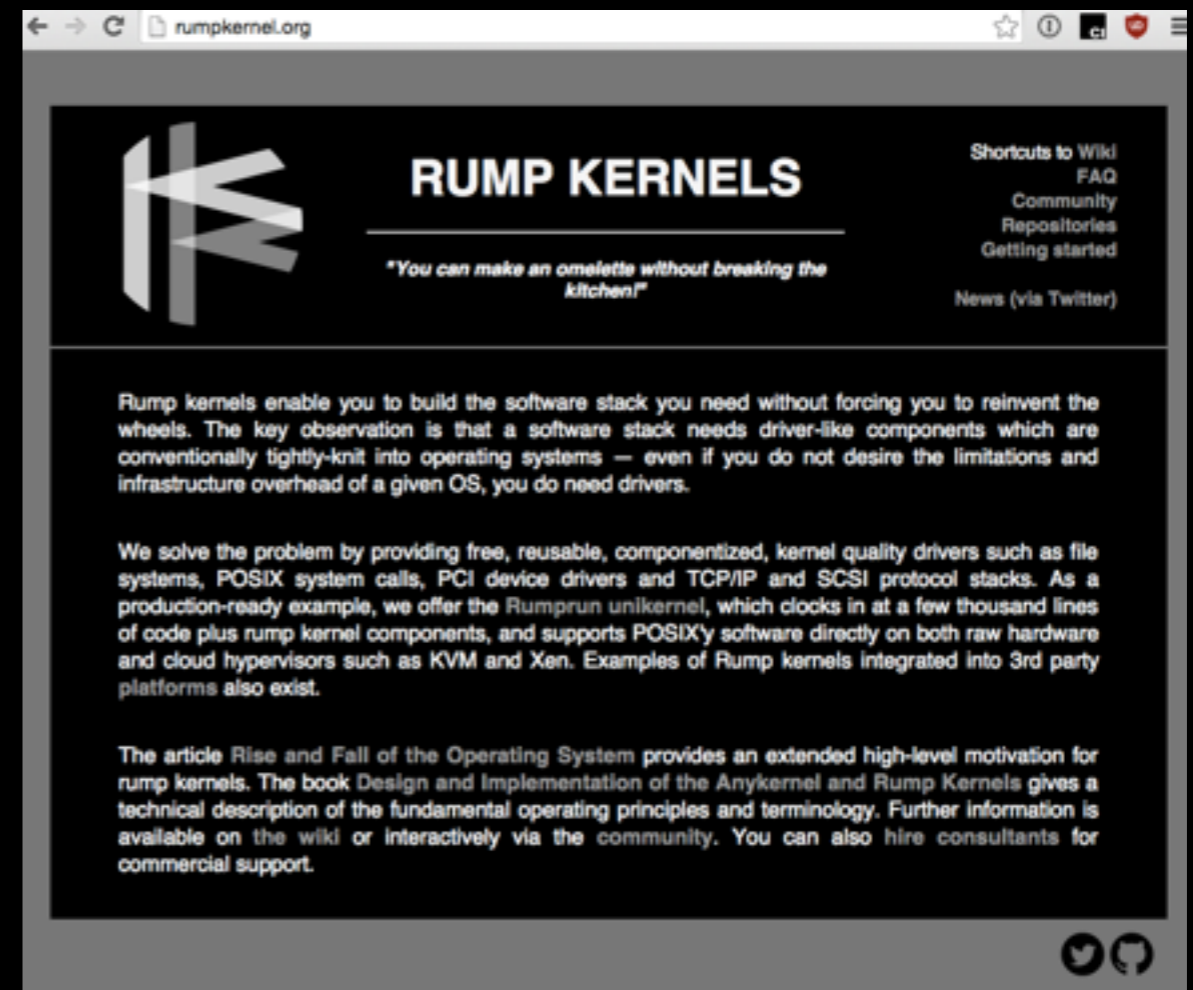 rumpkernel.org
RUMP KERNELS
"You can make an omelette without breaking the
kitchen!"
Shortcuts to Wiki
FAQ
Community
Repositories
Getting started
News (via Twitter)
Rump kernels enable you to build the software stack you need without forcing you to reinvent the
wheels. The key observation is that a software stack needs driver-like components which are
conventionally tightly-knit into operating systems — even if you do not desire the limitations and
infrastructure overhead of a given OS, you do need drivers.
We solve the problem by providing free, reusable, componentized, kernel quality drivers such as file
systems, POSIX system calls, PCI device drivers and TCP/IP and SCSI protocol stacks. As a
production-ready example, we offer the Rumprun unikernel, which clocks in at a few thousand lines
of code plus rump kernel components, and supports POSIX'y software directly on both raw hardware
and cloud hypervisors such as KVM and Xen. Examples of Rump kernels integrated into 3rd party
platforms also exist.
The article Rise and Fall of the Operating System provides an extended high-level motivation for
rump kernels. The book Design and Implementation of the Anykernel and Rump Kernels gives a
technical description of the fundamental operating principles and terminology. Further information is
available on the wiki or interactively via the community. You can also hire consultants for
commercial support.